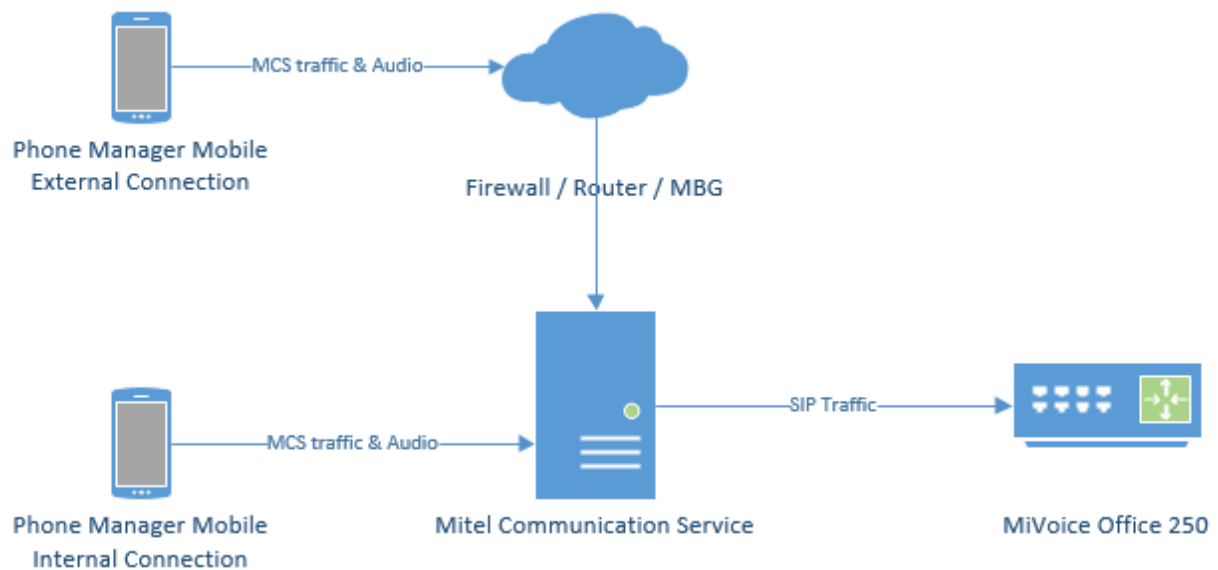 MCS traffic & Audio
Phone Manager Mobile
External Connection
Firewall / Router / MBG
SIP Traffic
MCS traffic & Audio
Phone Manager Mobile
Internal Connection
Mitel Communication Service
MiVoice Office 250